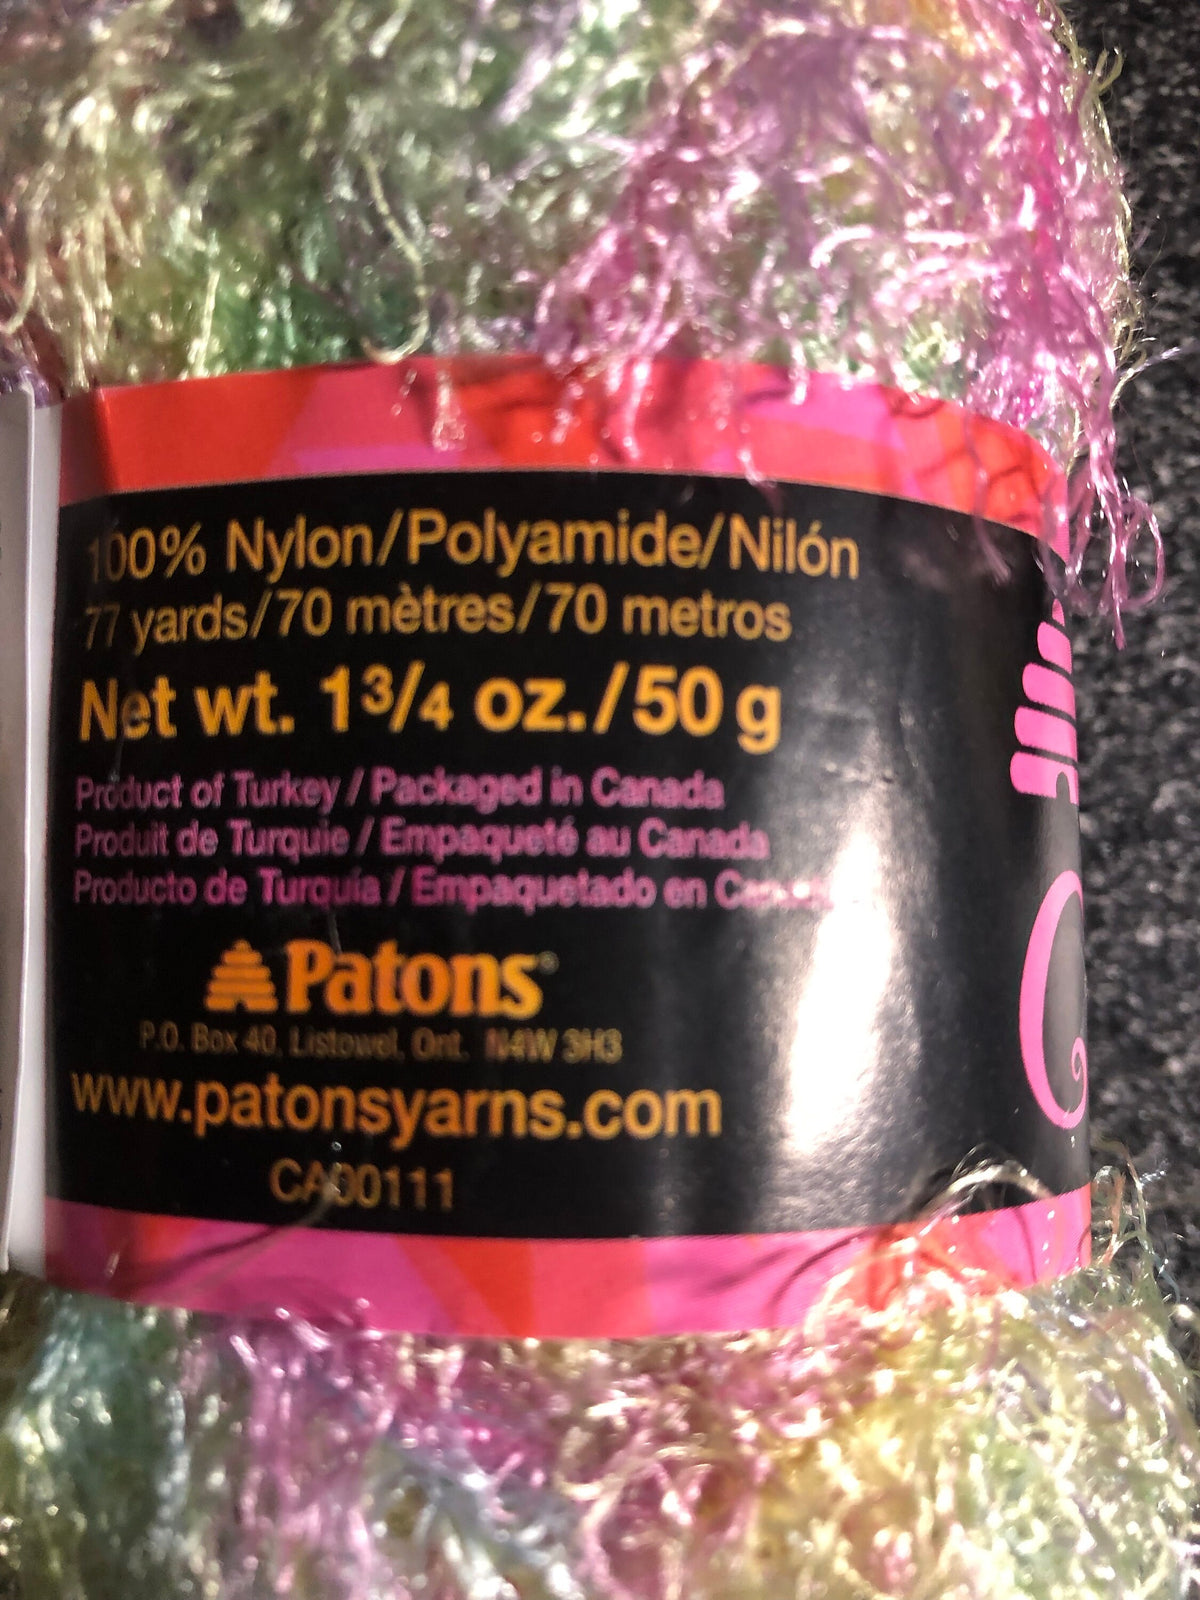 100% Nylon/Polyamide/Nilón
77 yards/70 mètres/70 metros
Net wt. 1 3/4 oz./50 g
Product of Turkey / Packaged in Canada
Produit de Turquie / Empaqueté au Canada
Producto de Turquía / Empaquetado en
Patons
P.O. Box 40, Listowel, Ont. N4W 3H3
www.patonsyarns.com
CA00111